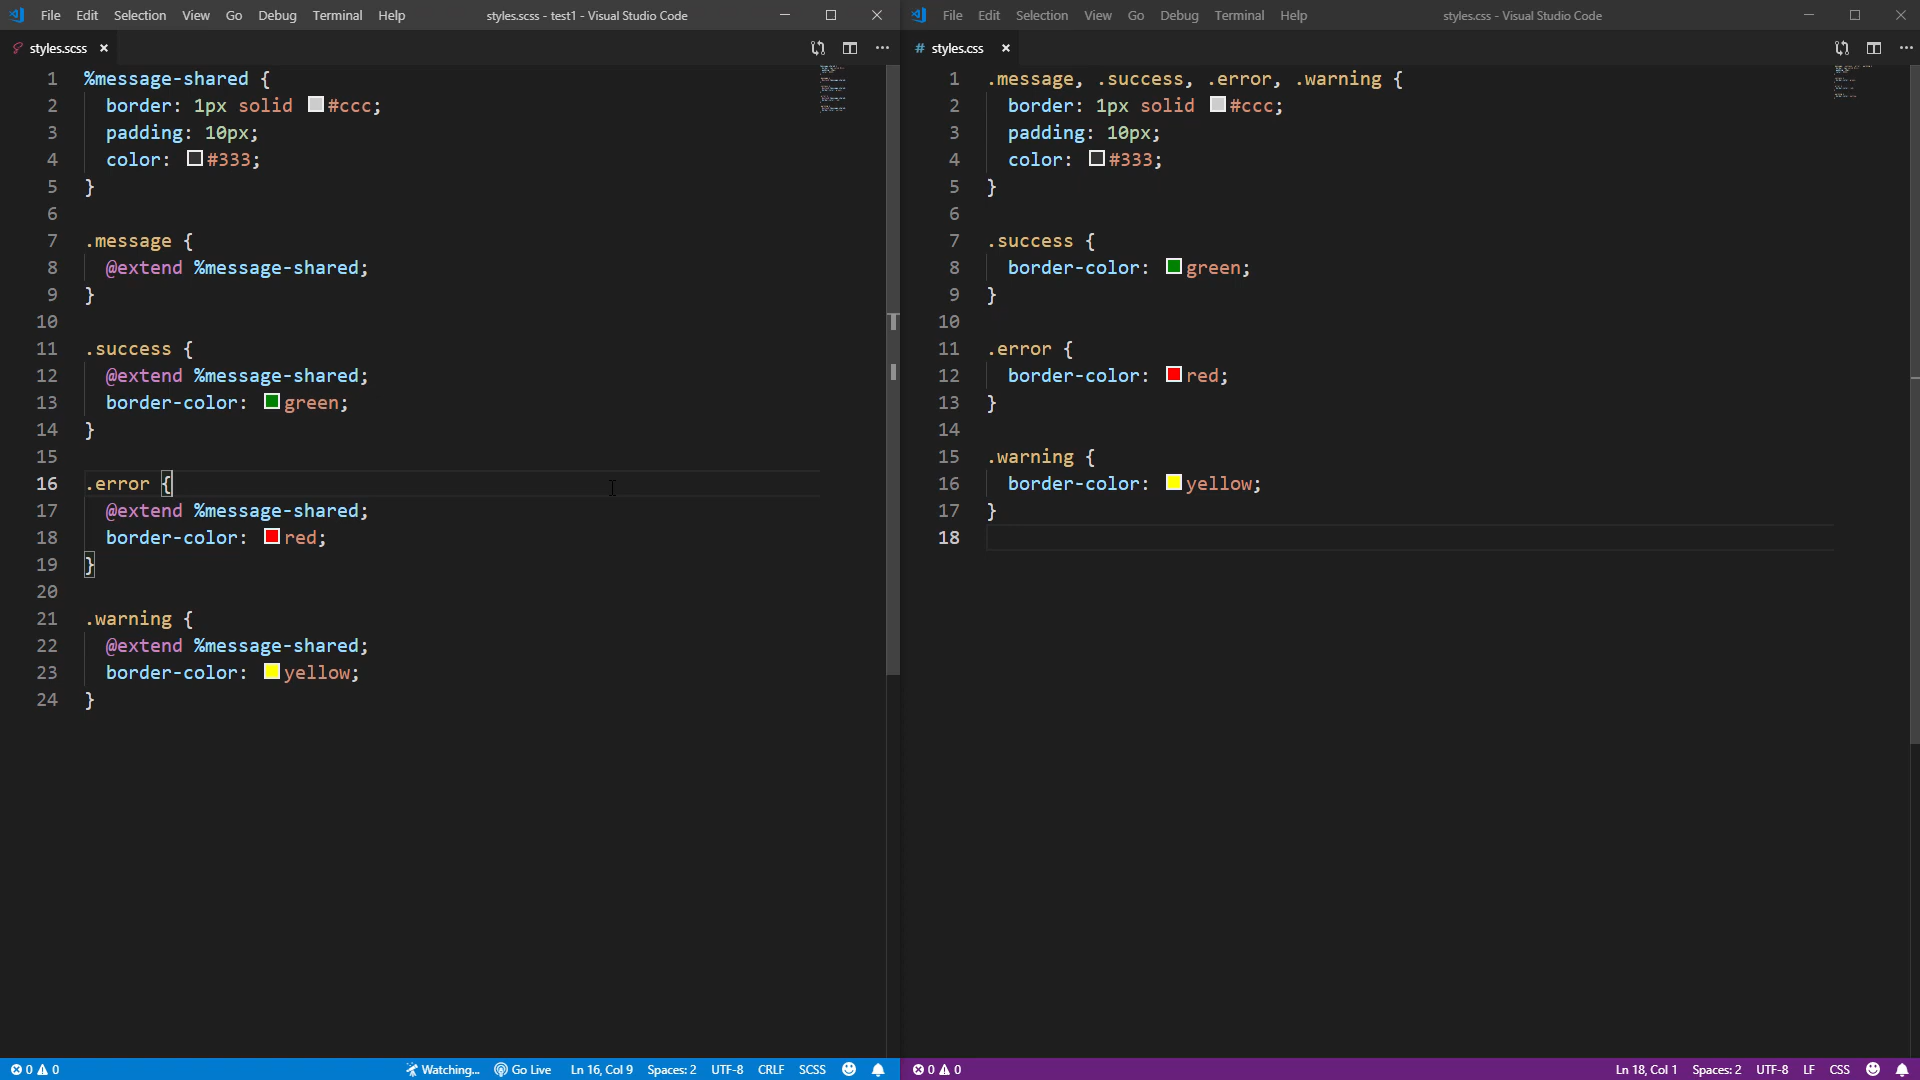 File Edit Selection View Go Debug Terminal Help styles.scss - test1 - Visual Studio Code
styles.scss
1 %message-shared {
2 border: 1px solid #ccc;
3 padding: 10px;
4 color: #333;
5 }
6
7 .message {
8 @extend %message-shared;
9 }
10
11 .success {
12 @extend %message-shared;
13 border-color: green;
14 }
15
16 .error {
17 @extend %message-shared;
18 border-color: red;
19 }
20
21 .warning {
22 @extend %message-shared;
23 border-color: yellow;
24 }
0 0 Watching... Go Live Ln 16, Col 9 Spaces: 2 UTF-8 CRLF SCSS
File Edit Selection View Go Debug Terminal Help styles.css - Visual Studio Code
# styles.css
1 .message, .success, .error, .warning {
2 border: 1px solid #ccc;
3 padding: 10px;
4 color: #333;
5 }
6
7 .success {
8 border-color: green;
9 }
10
11 .error {
12 border-color: red;
13 }
14
15 .warning {
16 border-color: yellow;
17 }
18
0 0 Ln 18, Col 1 Spaces: 2 UTF-8 LF CSS